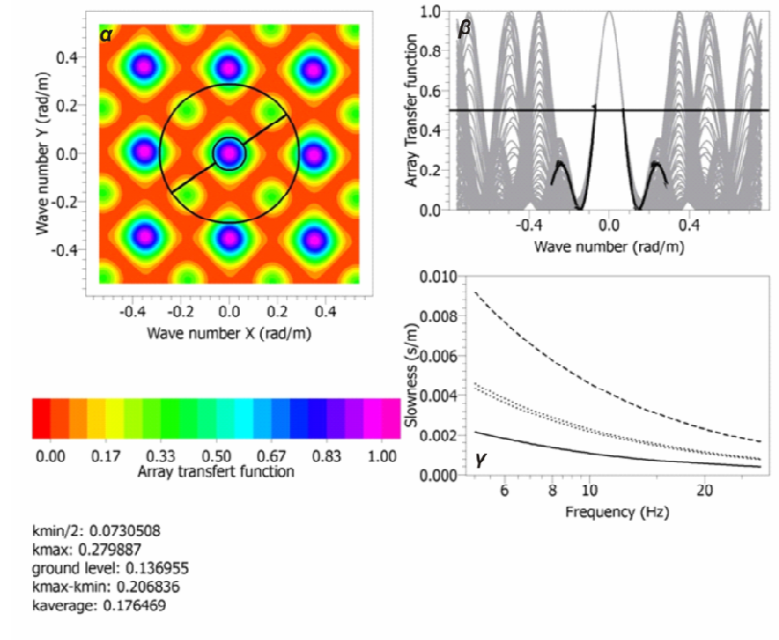 α
0.4
0.2
0.0
-0.2
-0.4
Wave number Y (rad/m)
-0.4 -0.2 0.0 0.2 0.4
Wave number X (rad/m)
β
1.0
0.8
0.6
0.4
0.2
0.0
Array Transfer function
-0.4 0.0 0.4
Wave number (rad/m)
0.010
0.008
0.006
0.004
0.002
0.000
Slowness (s/m)
γ
6 8 10 20
Frequency (Hz)
0.00 0.17 0.33 0.50 0.67 0.83 1.00
Array transfert function
kmin/2: 0.0730508
kmax: 0.279887
ground level: 0.136955
kmax-kmin: 0.206836
kaverage: 0.176469